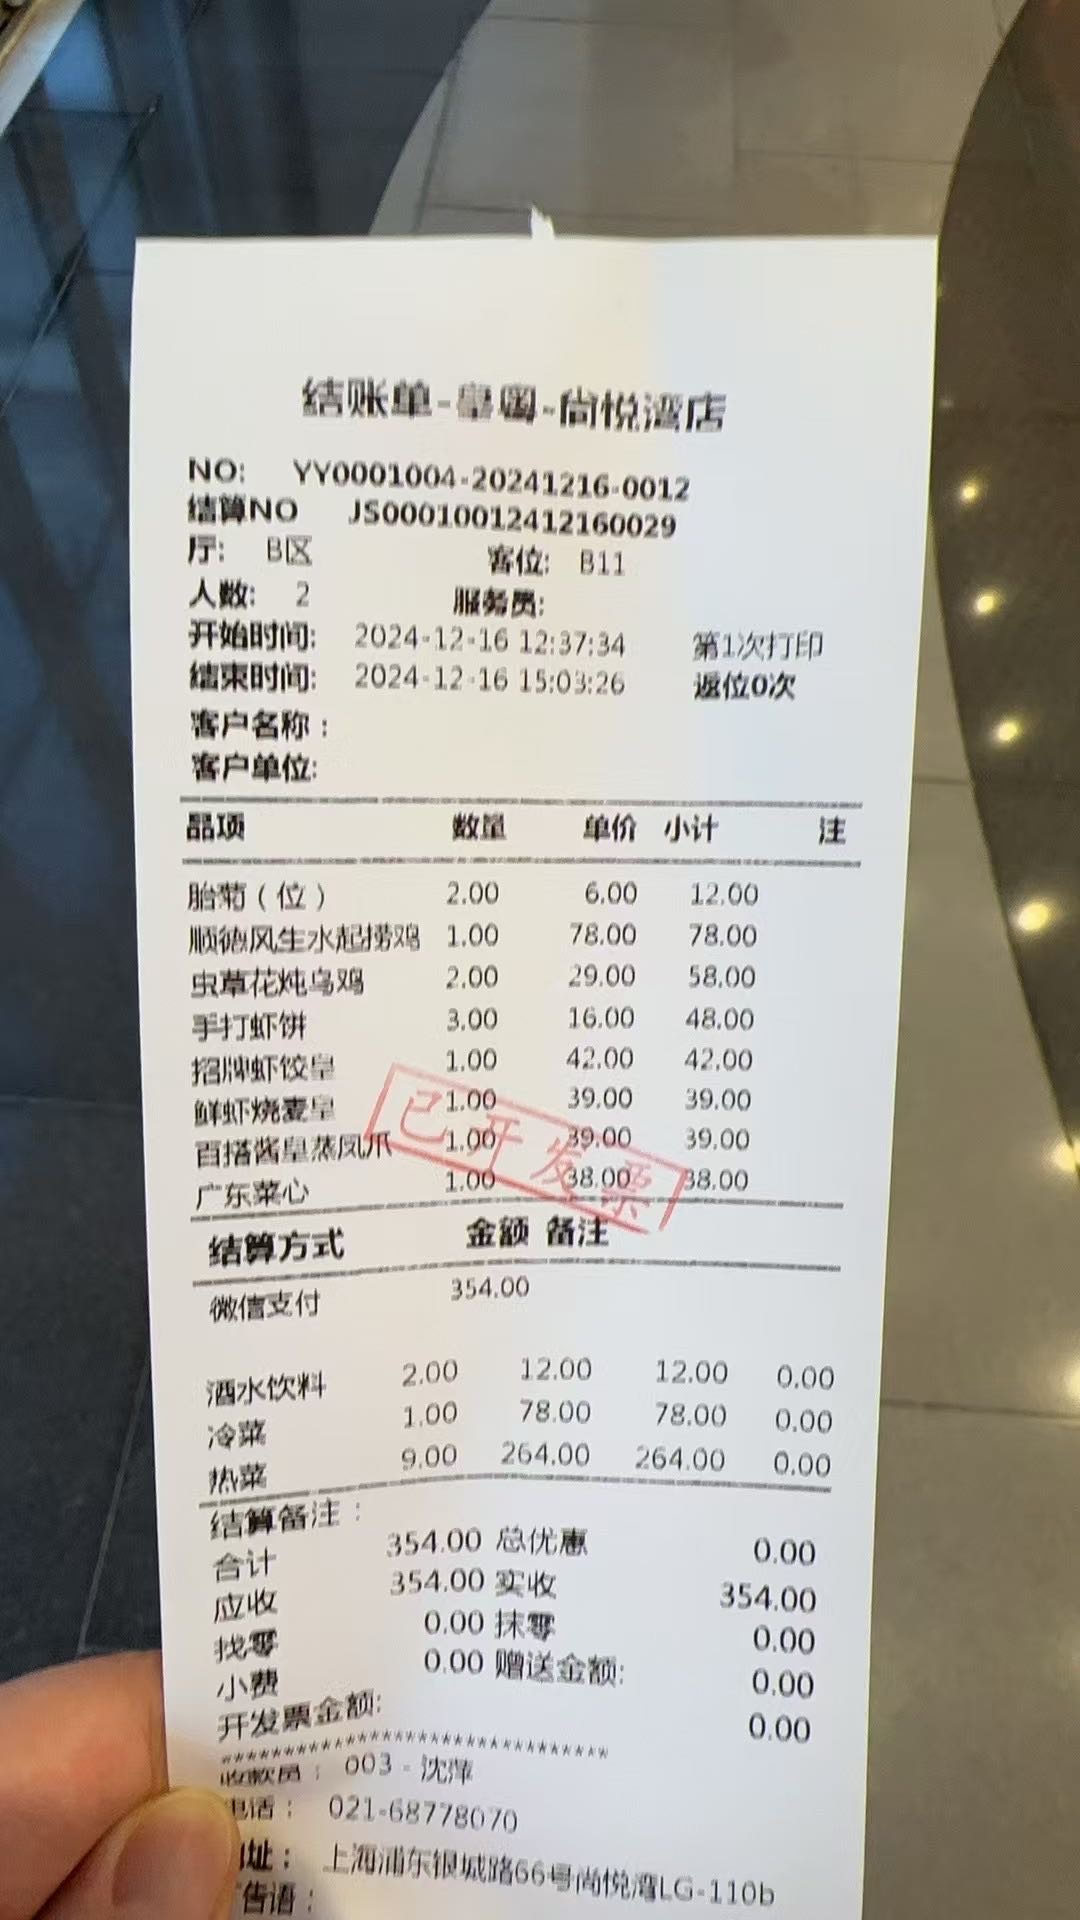 结账单-皇粤-尚悦湾店
NO: YY0001004-20241216-0012
结算NO JS00010012412160029
厅: B区 客位: B11
人数: 2 服务员:
开始时间: 2024-12-16 12:37:34 第1次打印
结束时间: 2024-12-16 15:03:26 返位0次
客户名称:
客户单位:
品项 数量 单价 小计 注
胎菊(位) 2.00 6.00 12.00
顺德风生水起捞鸡 1.00 78.00 78.00
虫草花炖乌鸡 2.00 29.00 58.00
手打虾饼 3.00 16.00 48.00
招牌虾饺皇 1.00 42.00 42.00
鲜虾烧麦皇 1.00 39.00 39.00
百搭酱皇蒸凤爪 1.00 39.00 39.00
广东菜心 1.00 38.00 38.00
已开发票
结算方式 金额 备注
微信支付 354.00
酒水饮料 2.00 12.00 12.00 0.00
冷菜 1.00 78.00 78.00 0.00
热菜 9.00 264.00 264.00 0.00
结算备注:
合计 354.00 总优惠 0.00
应收 354.00 实收 354.00
找零 0.00 抹零 0.00
小费 0.00 赠送金额: 0.00
开发票金额: 0.00
***********************************
收款员: 003 - 沈萍
电话: 021-68778070
地址: 上海浦东银城路66号尚悦湾LG-110b
广告语: